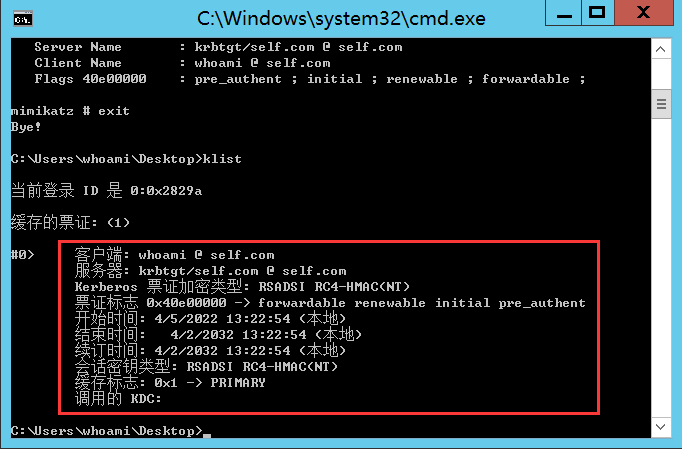 C:\Windows\system32\cmd.exe
Server Name : krbtgt/self.com @ self.com
Client Name : whoami @ self.com
Flags 40e00000 : pre_authent ; initial ; renewable ; forwardable ;
mimikatz # exit
Bye!
C:\Users\whoami\Desktop>klist
当前登录 ID 是 0:0x2829a
缓存的票证: (1)
#0> 客户端: whoami @ self.com
服务器: krbtgt/self.com @ self.com
Kerberos 票证加密类型: RSADSI RC4-HMAC(NT)
票证标志 0x40e00000 -> forwardable renewable initial pre_authent
开始时间: 4/5/2022 13:22:54 (本地)
结束时间: 4/2/2032 13:22:54 (本地)
续订时间: 4/2/2032 13:22:54 (本地)
会话密钥类型: RSADSI RC4-HMAC(NT)
缓存标志: 0x1 -> PRIMARY
调用的 KDC:
C:\Users\whoami\Desktop>_